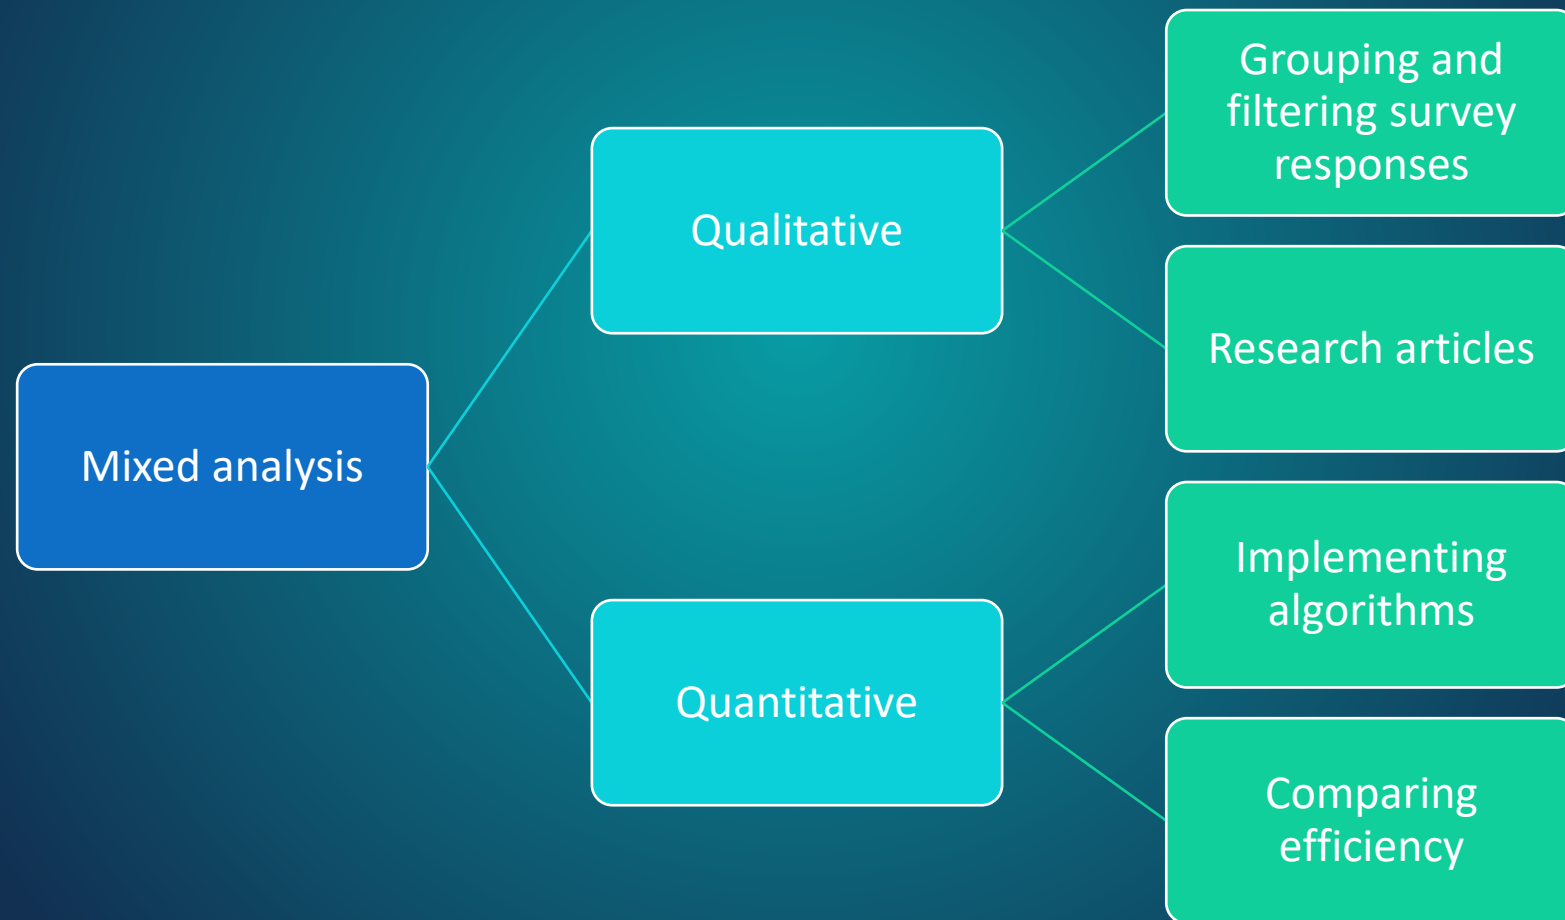 Mixed analysis
Qualitative
Grouping and
filtering survey
responses
Research articles
Quantitative
Implementing
algorithms
Comparing
efficiency